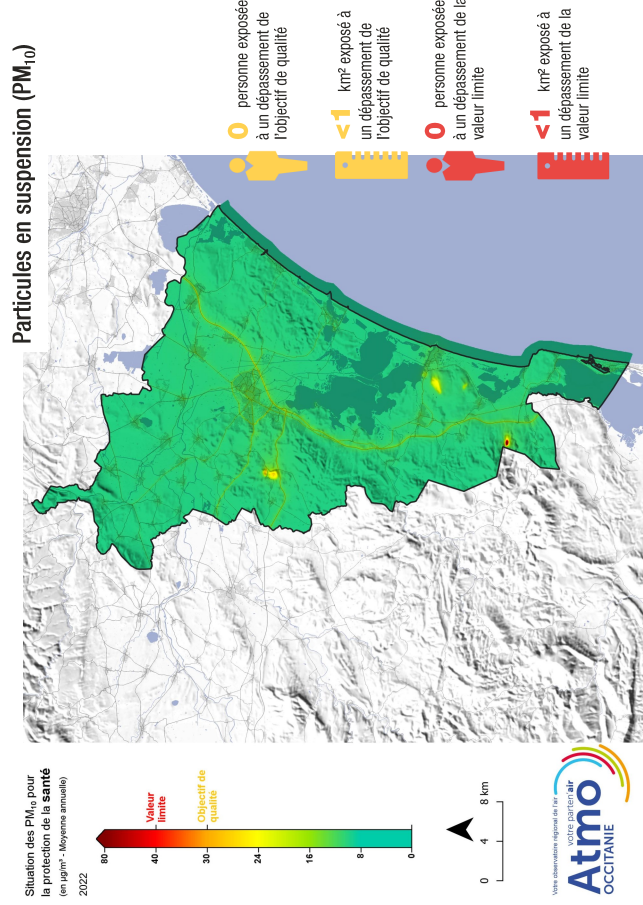 Particules en suspension (PM₁₀)
0 personne exposée
à un dépassement de
l'objectif de qualité
<1 km² exposé à
un dépassement de
l'objectif de qualité
0 personne exposée
à un dépassement de la
valeur limite
<1 km² exposé à
un dépassement de la
valeur limite
Situation des PM₁₀ pour
la protection de la santé
(en µg/m³ - Moyenne annuelle)
2022
80
40
30
24
16
8
0
Valeur
limite
Objectif de
qualité
0 4 8 km
Votre observatoire régional de l'air
votre parten'air
Atmo
OCCITANIE